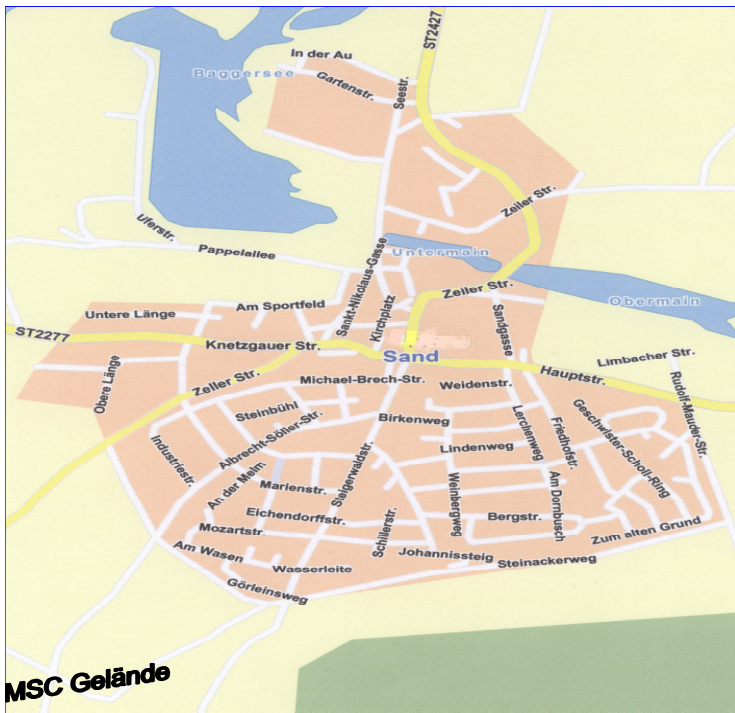 ST2427
In der Au
Baggersee
Gartenstr.
Seestr.
Zeiler Str.
Uferstr.
Pappelallee
Untermain
Sankt-Nikolaus-Gasse
Kirchplatz
Zeiler Str.
Obermain
Am Sportfeld
Untere Länge
Sandgasse
ST2277
Knetzgauer Str.
Sand
Limbacher Str.
Hauptstr.
Obere Länge
Zeller Str.
Michael-Brech-Str.
Weidenstr.
Rudolf-Mauder-Str.
Steinbühl
Albrecht-Söller-Str.
Birkenweg
Lerchenweg
Friedhofstr.
Geschwister-Scholl-Ring
Industriestr.
Lindenweg
An der Melm
Steigerwaldstr.
Marienstr.
Weinbergweg
Am Dornbusch
Eichendorffstr.
Schillerstr.
Bergstr.
Mozartstr.
Zum alten Grund
Am Wasen
Johannissteig
Steinackerweg
Wasserleite
Görleinsweg
MSC Gelände